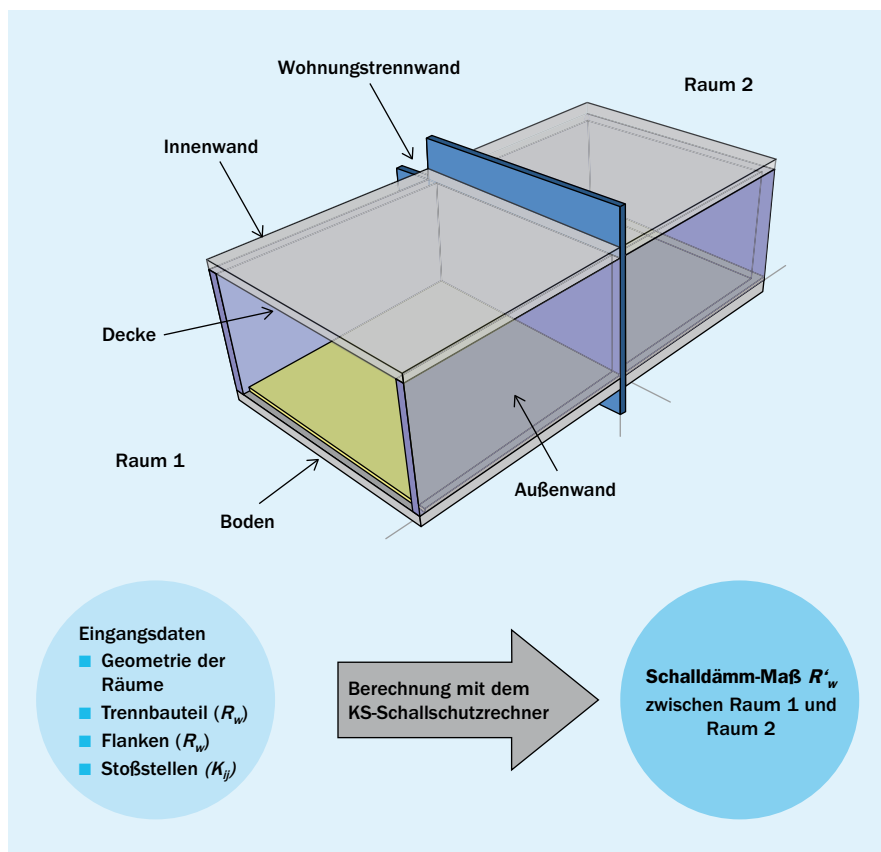 Wohnungstrennwand
Raum 2
Innenwand
Decke
Raum 1
Außenwand
Boden
Eingangsdaten
■ Geometrie der
Räume
■ Trennbauteil (Rw)
■ Flanken (Rw)
■ Stoßstellen (Kij)
Berechnung mit dem
KS-Schallschutzrechner
Schalldämm-Maß R‘w
zwischen Raum 1 und
Raum 2